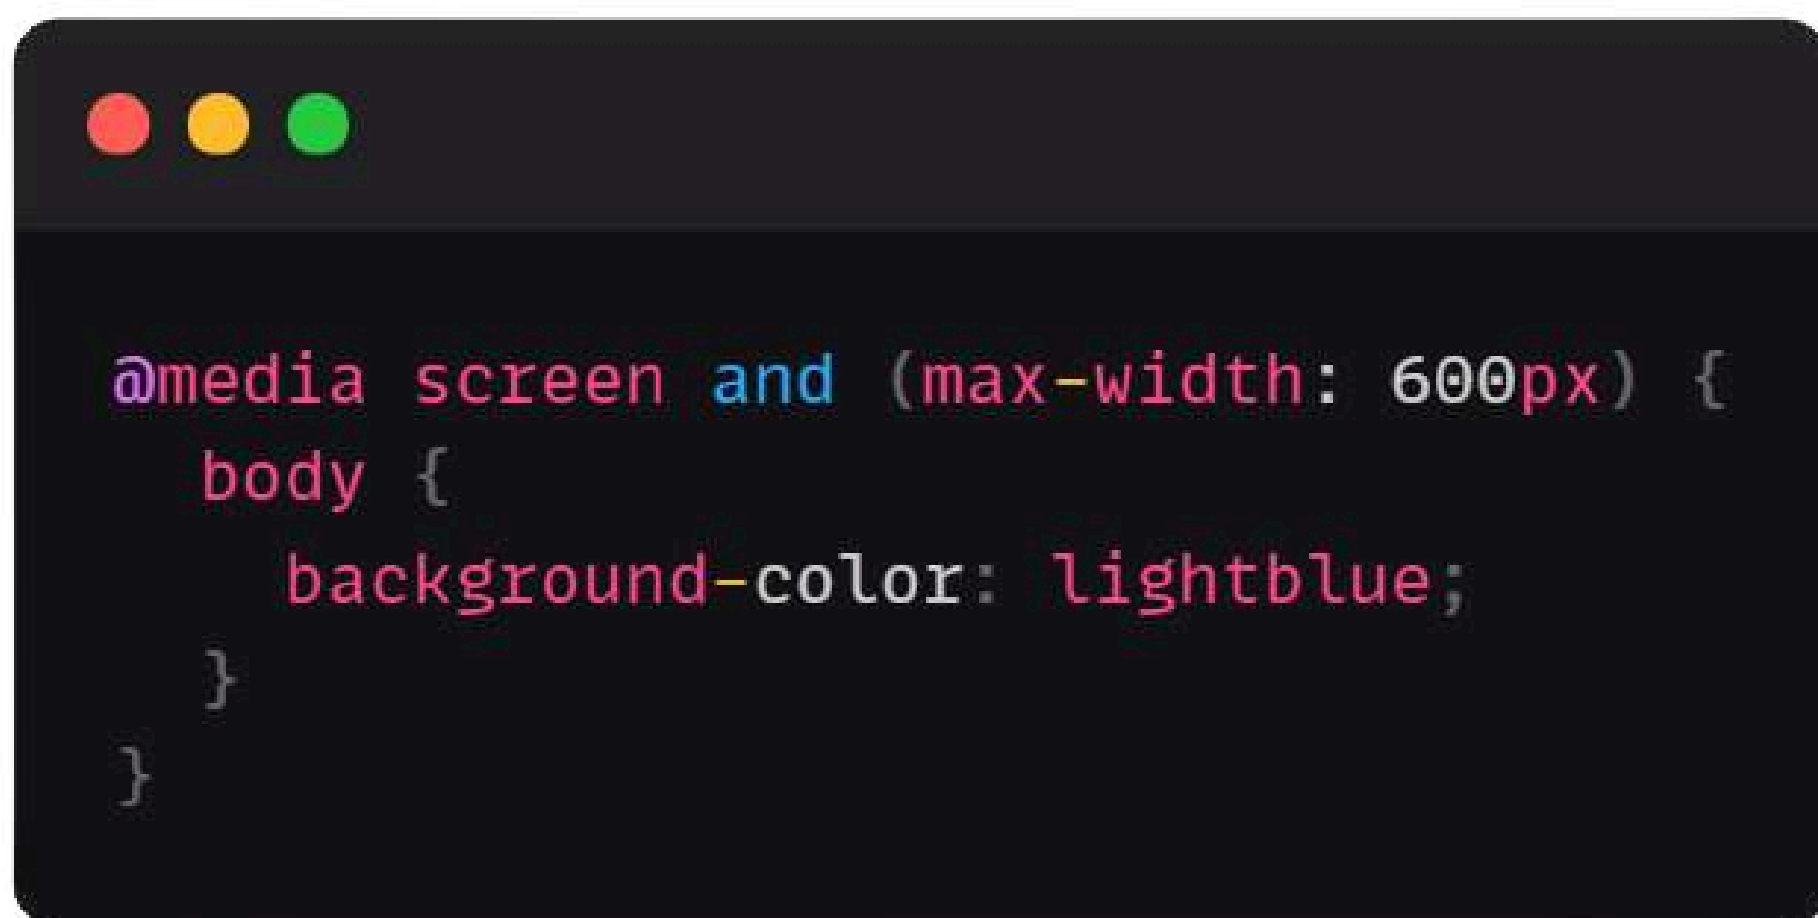 @media screen and (max-width: 600px) {
body {
background-color: lightblue;
}
}